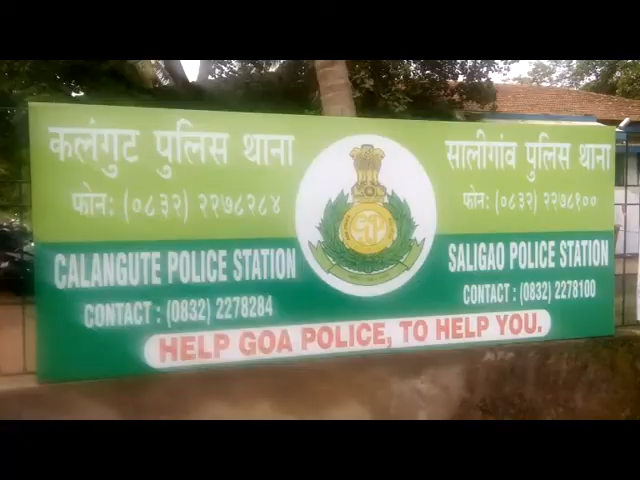 कलंगुट पुलिस थाना
फोन: (०८३२) २२७८२८४
CALANGUTE POLICE STATION
CONTACT : (0832) 2278284
सालीगांव पुलिस थाना
फोन: (०८३२) २२७८१००
SALIGAO POLICE STATION
CONTACT : (0832) 2278100
HELP GOA POLICE, TO HELP YOU.